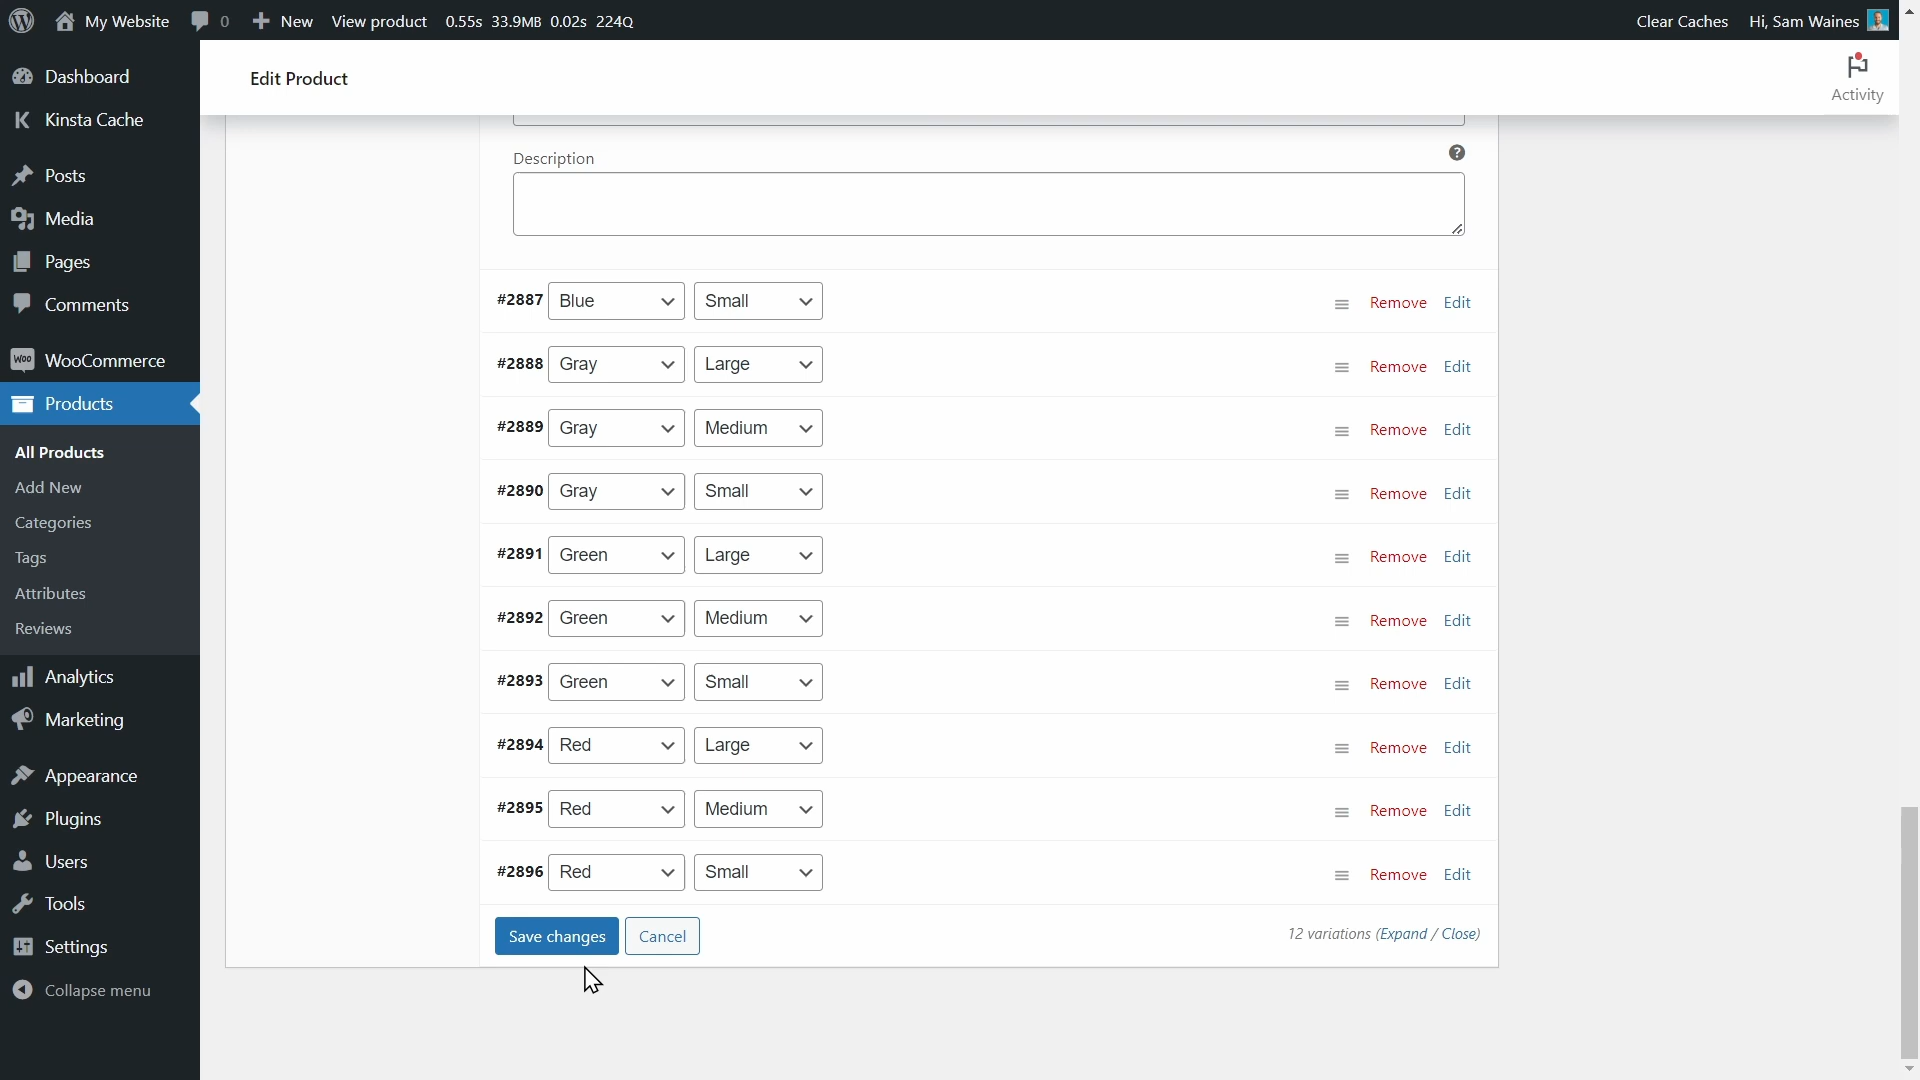 My Website 0 New View product 0.55s 33.9MB 0.02s 224Q Clear Caches Hi, Sam Waines
Edit Product
Activity
Dashboard
Kinsta Cache
Posts
Media
Pages
Comments
Woo WooCommerce
Products
All Products
Add New
Categories
Tags
Attributes
Reviews
Analytics
Marketing
Appearance
Plugins
Users
Tools
Settings
Collapse menu
Description ?
#2887 Blue Small Remove Edit
#2888 Gray Large Remove Edit
#2889 Gray Medium Remove Edit
#2890 Gray Small Remove Edit
#2891 Green Large Remove Edit
#2892 Green Medium Remove Edit
#2893 Green Small Remove Edit
#2894 Red Large Remove Edit
#2895 Red Medium Remove Edit
#2896 Red Small Remove Edit
Save changes Cancel 12 variations (Expand / Close)